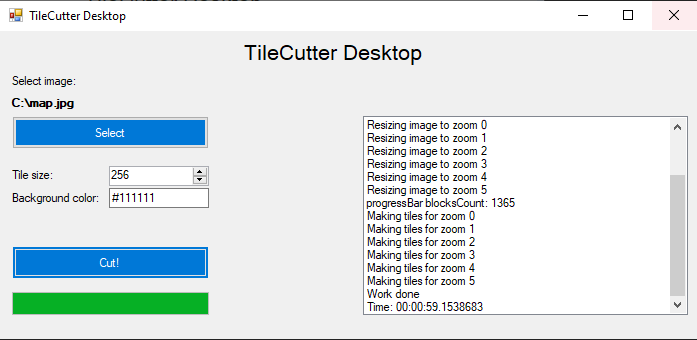 TileCutter Desktop
TileCutter Desktop
Select image:
C:\map.jpg
Select
Tile size:
256
Background color:
#111111
Cut!
Resizing image to zoom 0
Resizing image to zoom 1
Resizing image to zoom 2
Resizing image to zoom 3
Resizing image to zoom 4
Resizing image to zoom 5
progressBar blocksCount: 1365
Making tiles for zoom 0
Making tiles for zoom 1
Making tiles for zoom 2
Making tiles for zoom 3
Making tiles for zoom 4
Making tiles for zoom 5
Work done
Time: 00:00:59.1538683